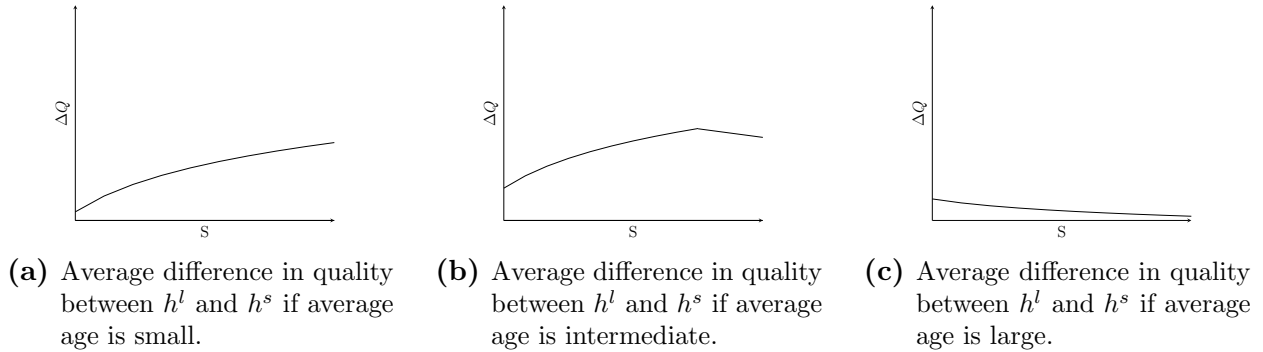 ΔQ
S
(a) Average difference in quality
between h^l and h^s if average
age is small.
ΔQ
S
(b) Average difference in quality
between h^l and h^s if average
age is intermediate.
ΔQ
S
(c) Average difference in quality
between h^l and h^s if average
age is large.